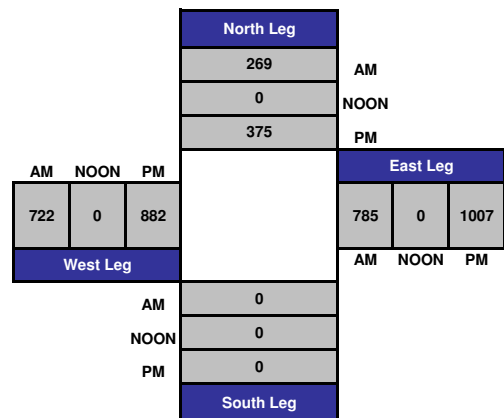 North Leg
269 AM
0 NOON
375 PM
AM NOON PM
East Leg
722 0 882
785 0 1007
West Leg
AM NOON PM
AM 0
NOON 0
PM 0
South Leg